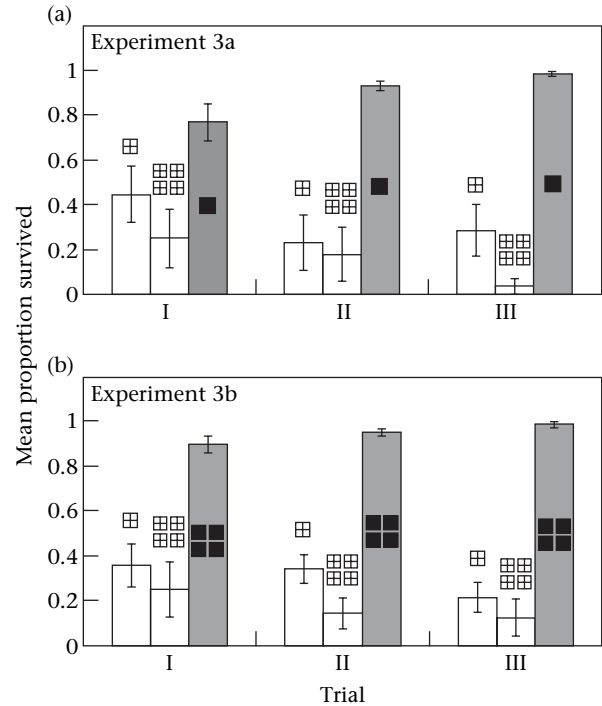 (a)
Experiment 3a
1
0.8
0.6
0.4
0.2
0
I II III
Mean proportion survived
(b)
Experiment 3b
1
0.8
0.6
0.4
0.2
0
I II III
Trial